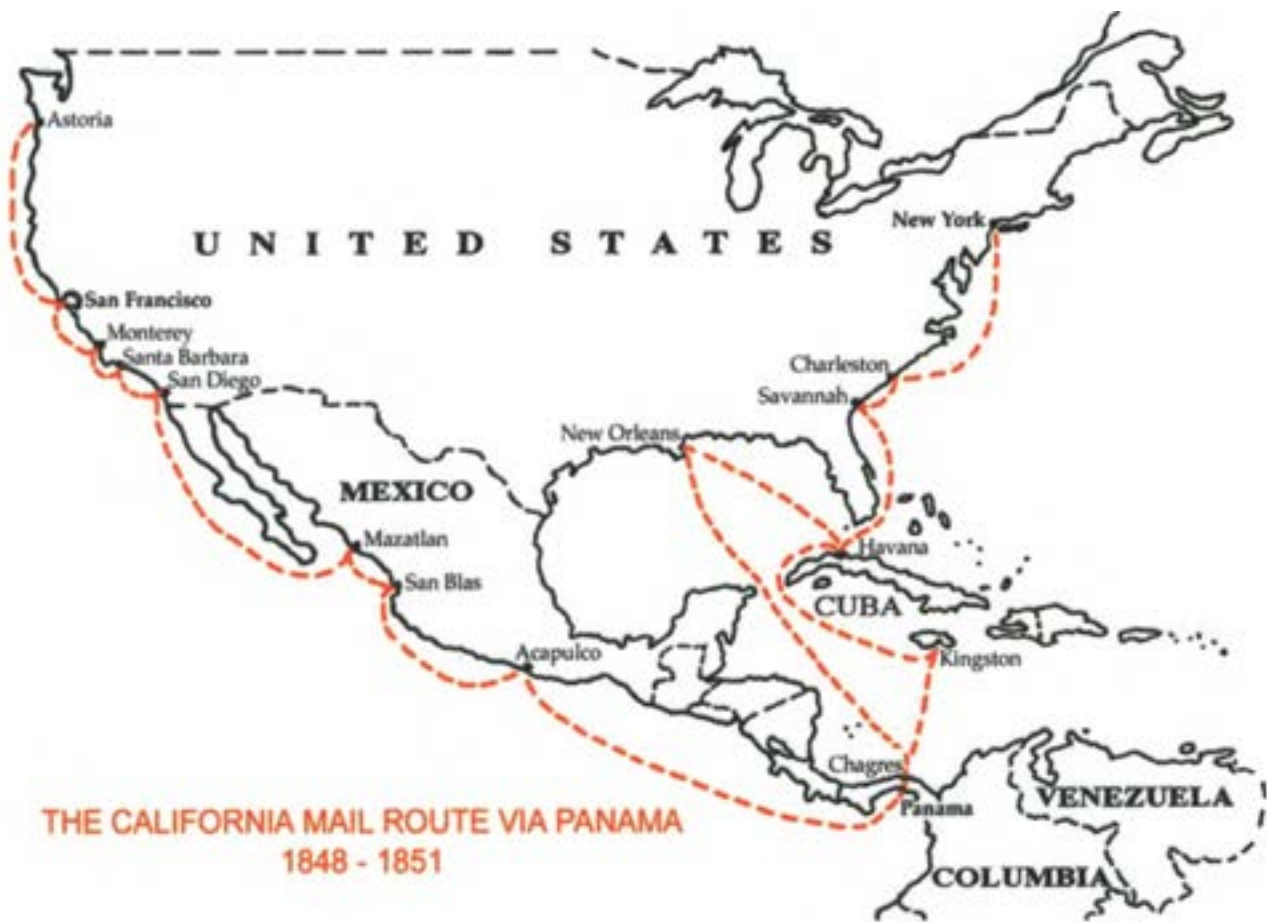 Astoria
New York
UNITED STATES
San Francisco
Monterey
Santa Barbara
San Diego
Charleston
Savannah
New Orleans
MEXICO
Mazatlan
Havana
San Blas
CUBA
Acapulco
Kingston
Chagres
Panama
VENEZUELA
COLUMBIA
THE CALIFORNIA MAIL ROUTE VIA PANAMA
1848 - 1851